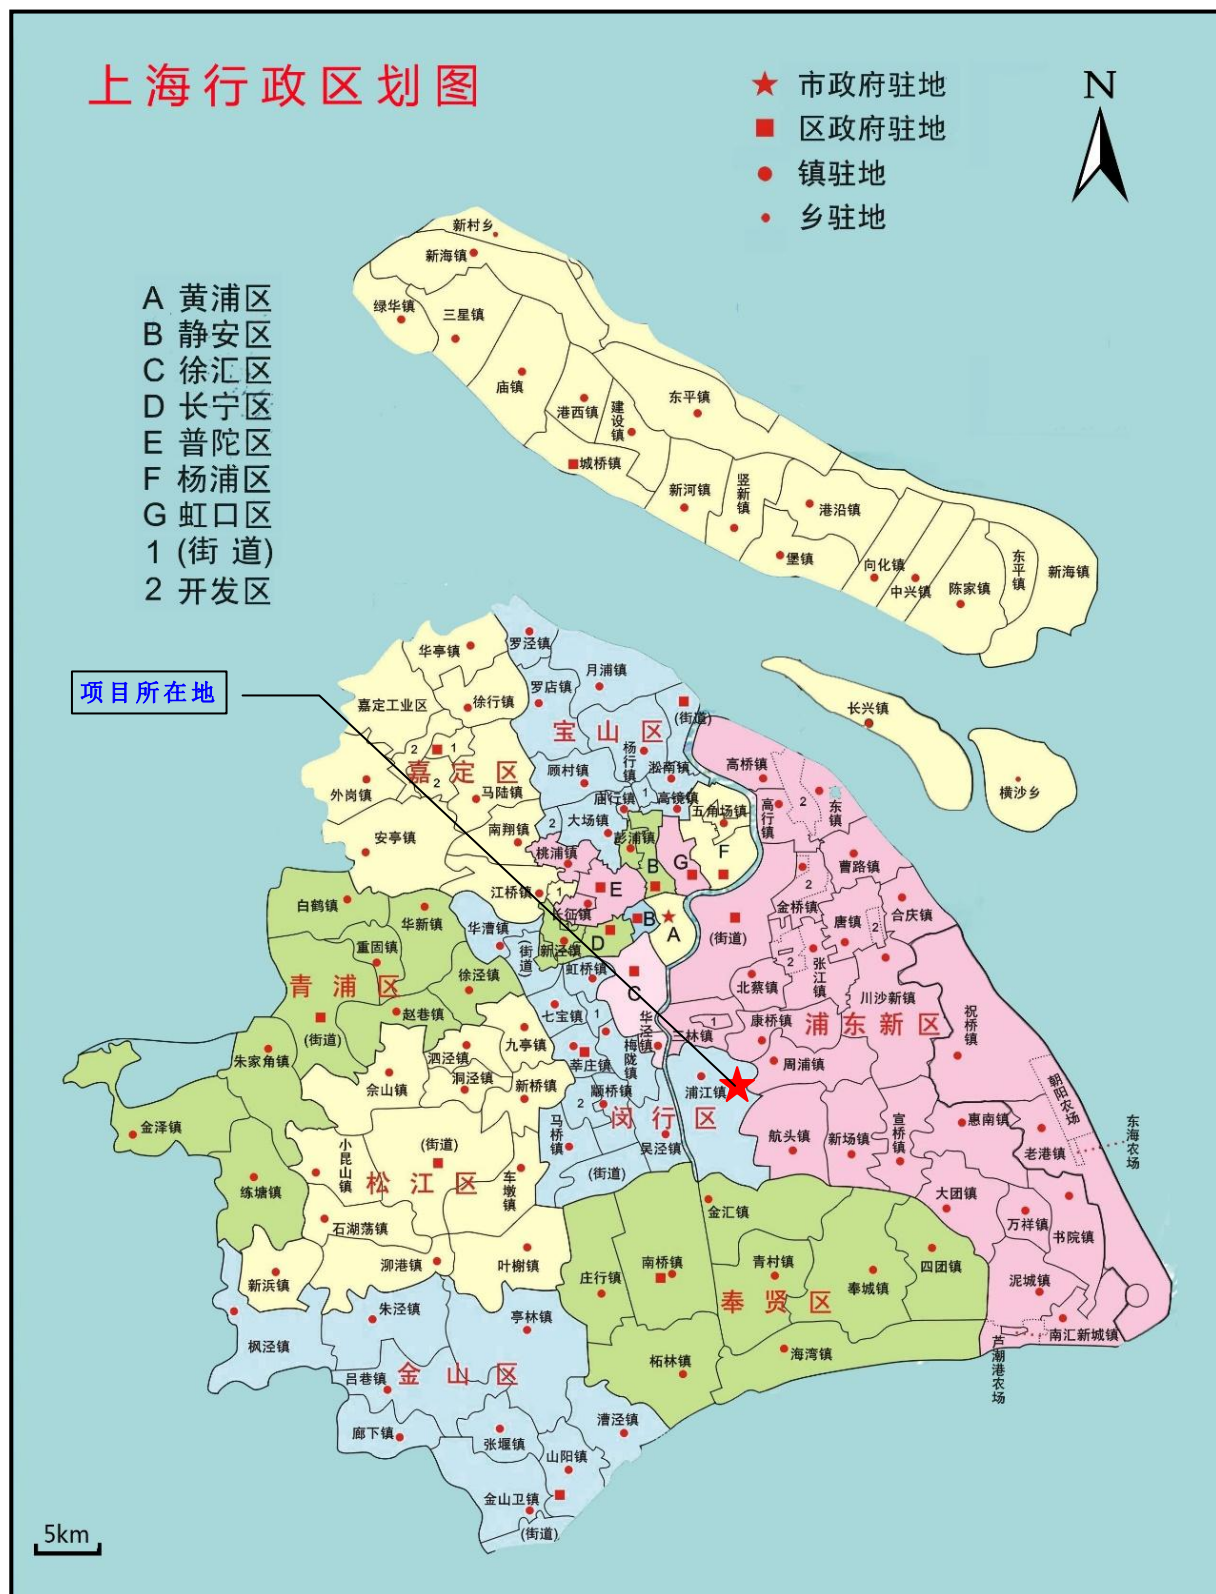 上海行政区划图
市政府驻地
区政府驻地
镇驻地
乡驻地
N
A 黄浦区
B 静安区
C 徐汇区
D 长宁区
E 普陀区
F 杨浦区
G 虹口区
1 (街 道)
2 开发区
新村乡
新海镇
绿华镇
三星镇
庙镇
港西镇
建设镇
东平镇
城桥镇
新河镇
竖新镇
港沿镇
堡镇
向化镇
中兴镇
陈家镇
东平镇
新海镇
长兴镇
横沙乡
项目所在地
华亭镇
嘉定工业区
徐行镇
2
1
嘉定区
2
外岗镇
马陆镇
安亭镇
南翔镇
江桥镇
1
罗泾镇
月浦镇
罗店镇
(街道)
宝山区
杨行镇
淞南镇
顾村镇
庙行镇
1
高镜镇
大场镇
2
五角场镇
彭浦镇
桃浦镇
B
G
F
E
长征镇
B
A
D
新泾镇
C
高桥镇
高行镇
2
东镇
曹路镇
2
金桥镇
唐镇
2
合庆镇
(街道)
2
张江镇
北蔡镇
川沙新镇
祝桥镇
康桥镇
浦东新区
三林镇
1
周浦镇
朝阳农场
东海农场
惠南镇
老港镇
航头镇
新场镇
宣桥镇
大团镇
万祥镇
书院镇
泥城镇
南汇新城镇
芦潮港农场
白鹤镇
华新镇
重固镇
青浦区
徐泾镇
赵巷镇
(街道)
朱家角镇
金泽镇
练塘镇
华漕镇
(街道)
虹桥镇
七宝镇
1
梅陇镇
华泾镇
莘庄镇
颛桥镇
2
马桥镇
闵行区
吴泾镇
(街道)
浦江镇
九亭镇
泗泾镇
佘山镇
洞泾镇
新桥镇
小昆山镇
(街道)
松江区
车墩镇
石湖荡镇
泖港镇
叶榭镇
新浜镇
金汇镇
庄行镇
南桥镇
青村镇
奉城镇
四团镇
奉贤区
柘林镇
海湾镇
枫泾镇
朱泾镇
亭林镇
吕巷镇
金山区
廊下镇
张堰镇
漕泾镇
山阳镇
金山卫镇
(街道)
5km